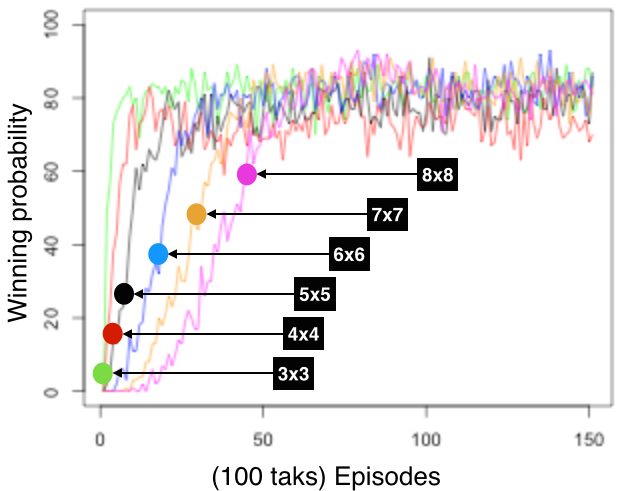 100
80
60
40
20
0
Winning probability
8x8
7x7
6x6
5x5
4x4
3x3
0 50 100 150
(100 taks) Episodes